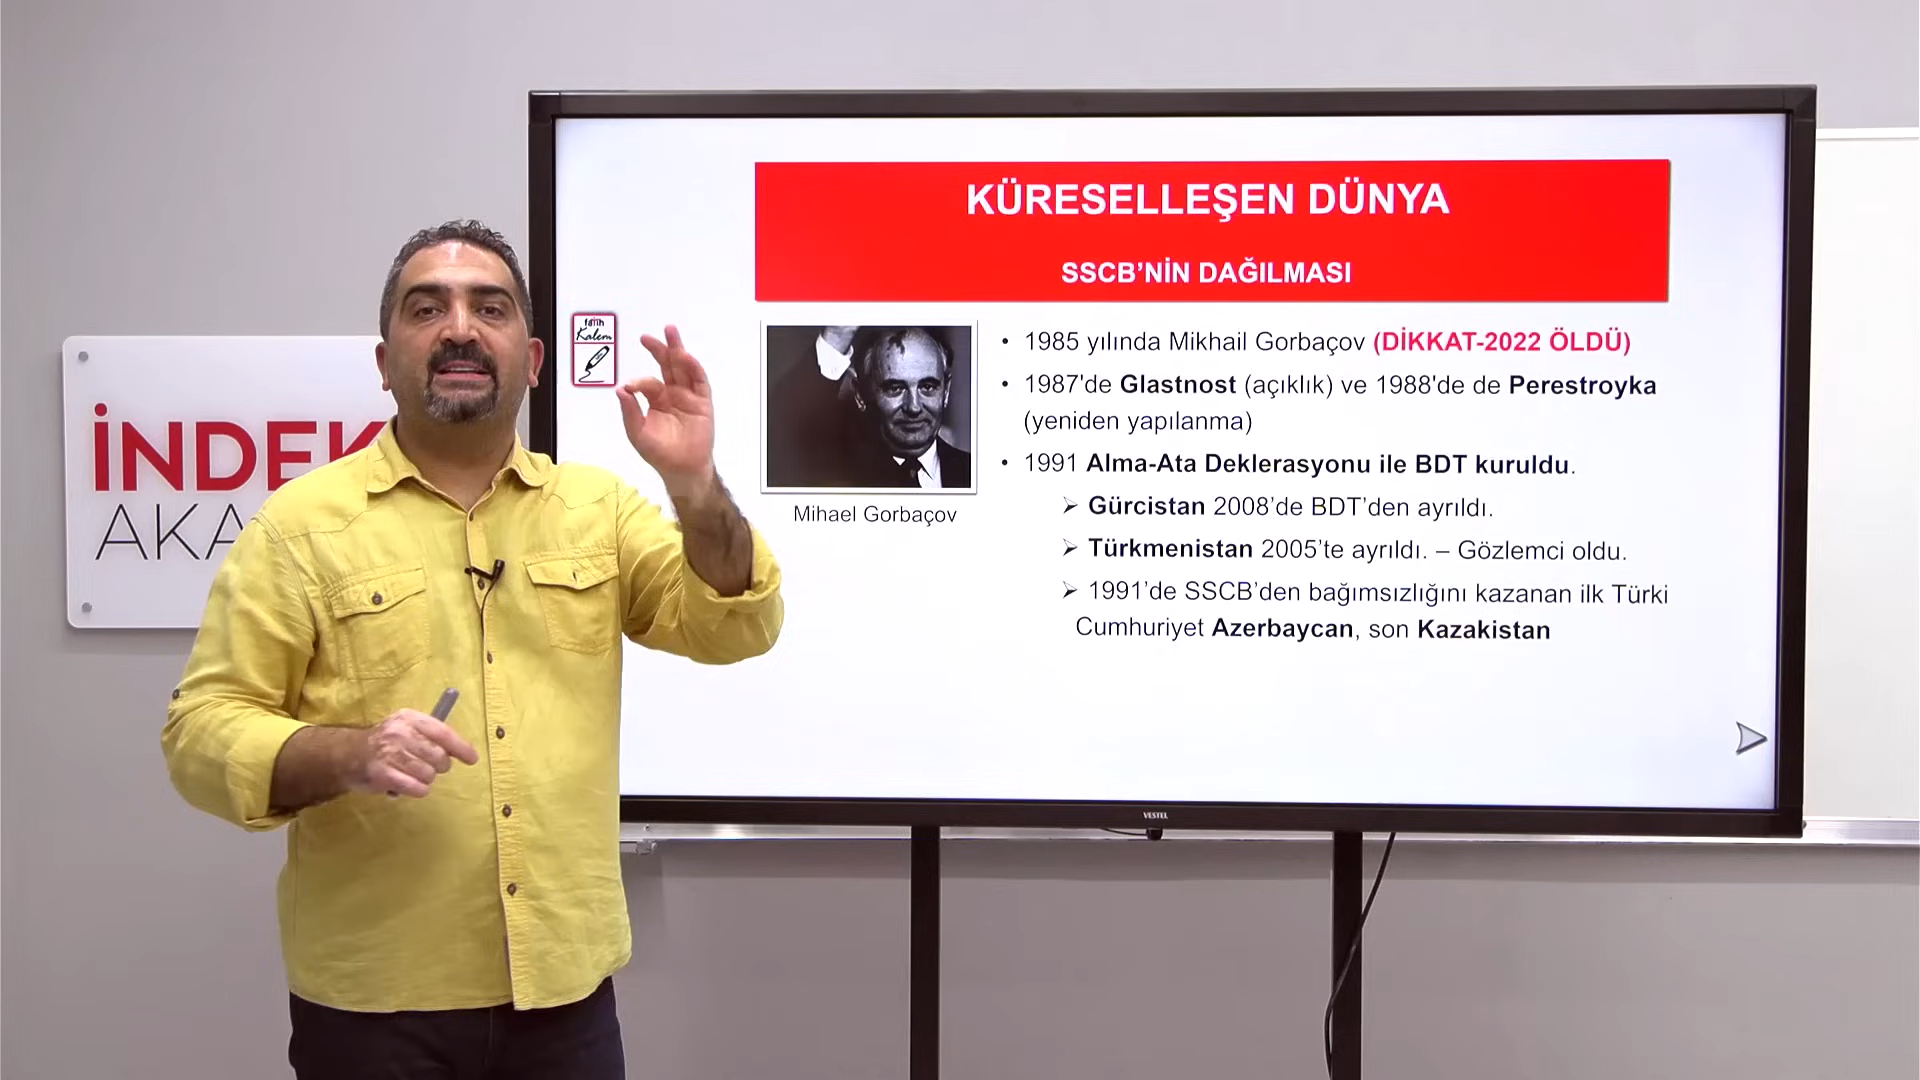 KÜRESELLEŞEN DÜNYA
SSCB’NİN DAĞILMASI
fatih
Kalem
İNDEK
AKA
Mihael Gorbaçov
• 1985 yılında Mikhail Gorbaçov (DİKKAT-2022 ÖLDÜ)
• 1987'de Glastnost (açıklık) ve 1988'de de Perestroyka
(yeniden yapılanma)
• 1991 Alma-Ata Deklerasyonu ile BDT kuruldu.
➢ Gürcistan 2008’de BDT’den ayrıldı.
➢ Türkmenistan 2005’te ayrıldı. – Gözlemci oldu.
➢ 1991’de SSCB’den bağımsızlığını kazanan ilk Türki
Cumhuriyet Azerbaycan, son Kazakistan
VESTEL